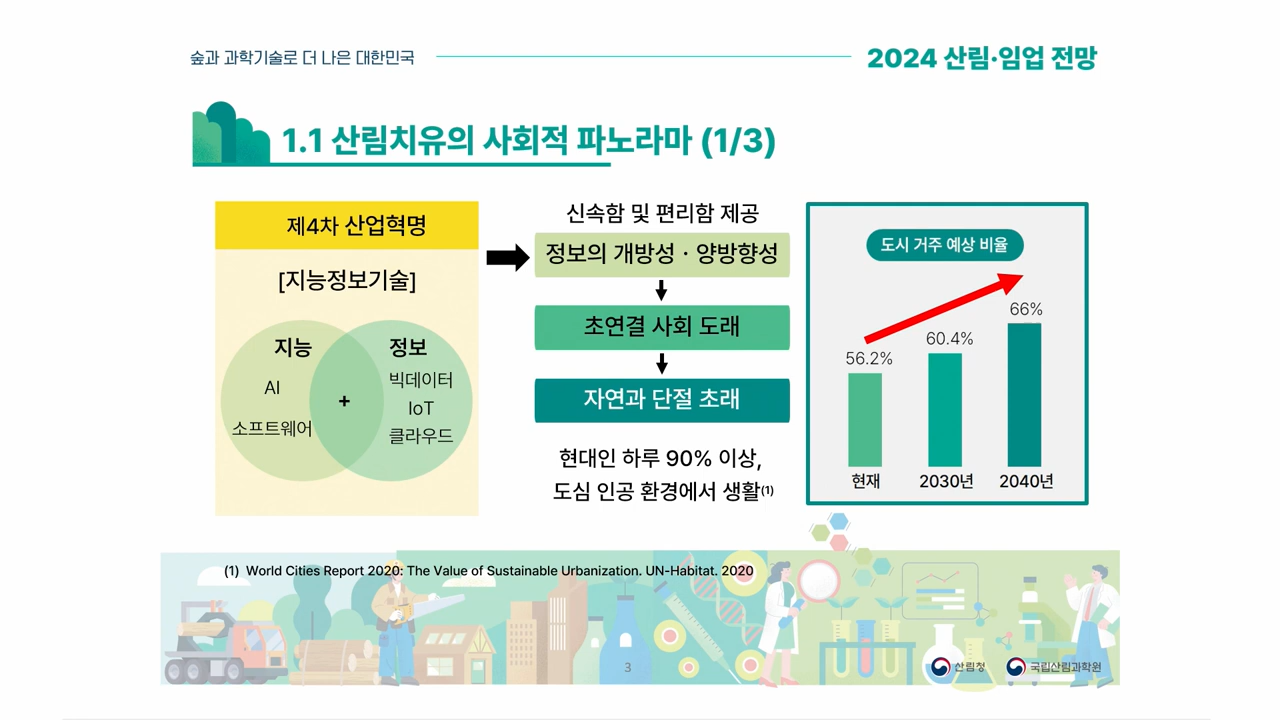 숲과 과학기술로 더 나은 대한민국
2024 산림·임업 전망
1.1 산림치유의 사회적 파노라마 (1/3)
제4차 산업혁명
[지능정보기술]
지능
AI
소프트웨어
+
정보
빅데이터
IoT
클라우드
신속함 및 편리함 제공
정보의 개방성 · 양방향성
초연결 사회 도래
자연과 단절 초래
현대인 하루 90% 이상,
도심 인공 환경에서 생활(1)
도시 거주 예상 비율
56.2%
60.4%
66%
현재
2030년
2040년
(1) World Cities Report 2020: The Value of Sustainable Urbanization. UN-Habitat. 2020
3
산림청
국립산림과학원